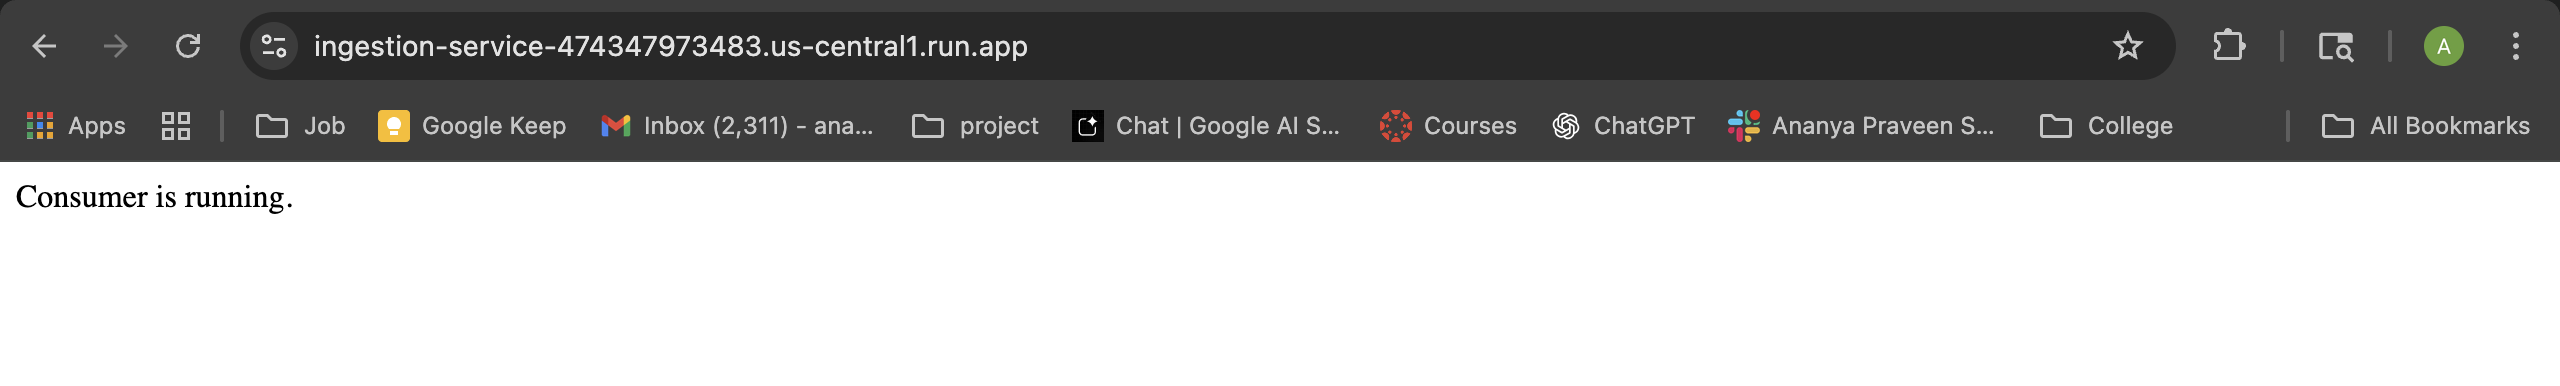 ingestion-service-474347973483.us-central1.run.app
A
Apps Job Google Keep Inbox (2,311) - ana... project Chat | Google AI S... Courses ChatGPT Ananya Praveen S... College All Bookmarks
Consumer is running.